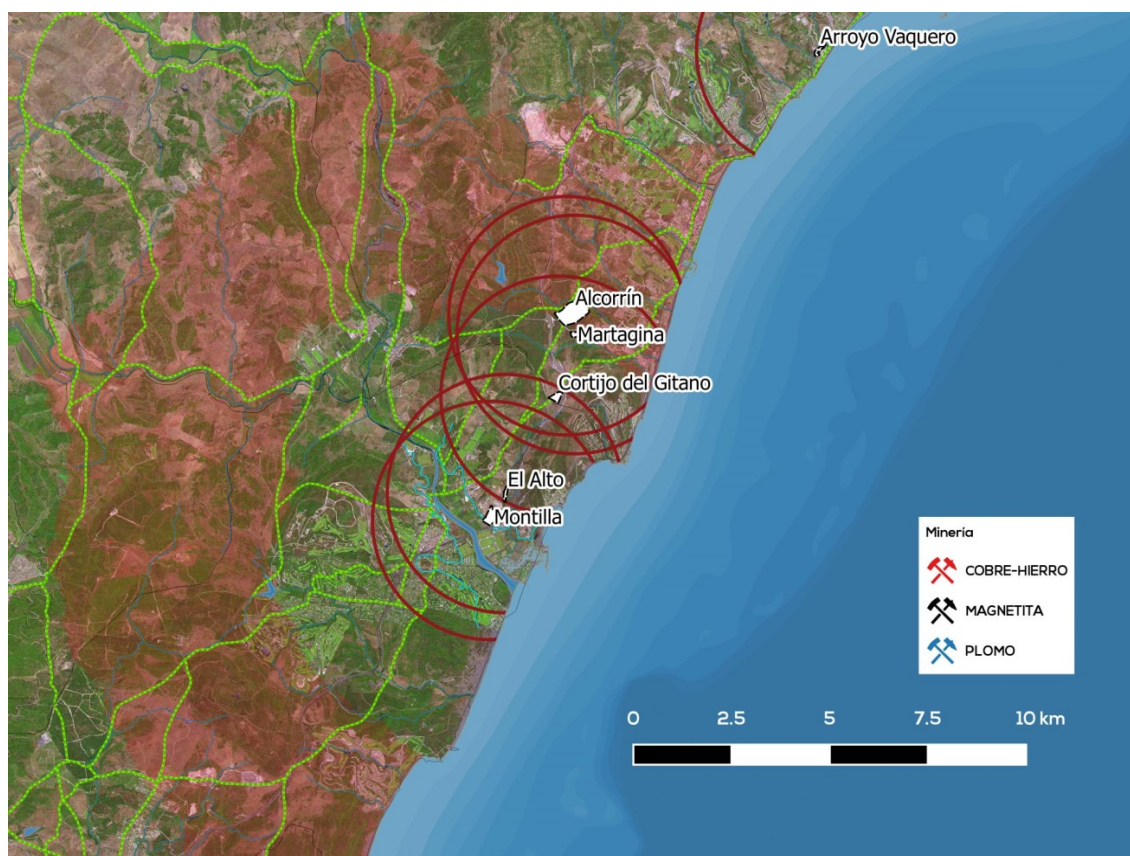 Arroyo Vaquero
Alcorrín
Martagina
Cortijo del Gitano
El Alto
Montilla
Minería
COBRE-HIERRO
MAGNETITA
PLOMO
0 2.5 5 7.5 10 km